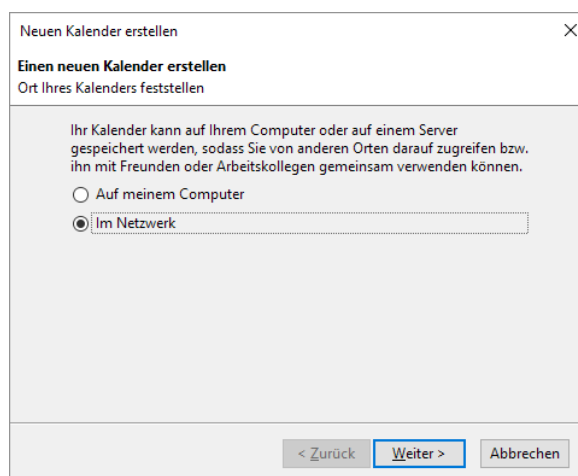 Neuen Kalender erstellen
Einen neuen Kalender erstellen
Ort Ihres Kalenders feststellen
Ihr Kalender kann auf Ihrem Computer oder auf einem Server
gespeichert werden, sodass Sie von anderen Orten darauf zugreifen bzw.
ihn mit Freunden oder Arbeitskollegen gemeinsam verwenden können.
Auf meinem Computer
Im Netzwerk
< Zurück Weiter > Abbrechen